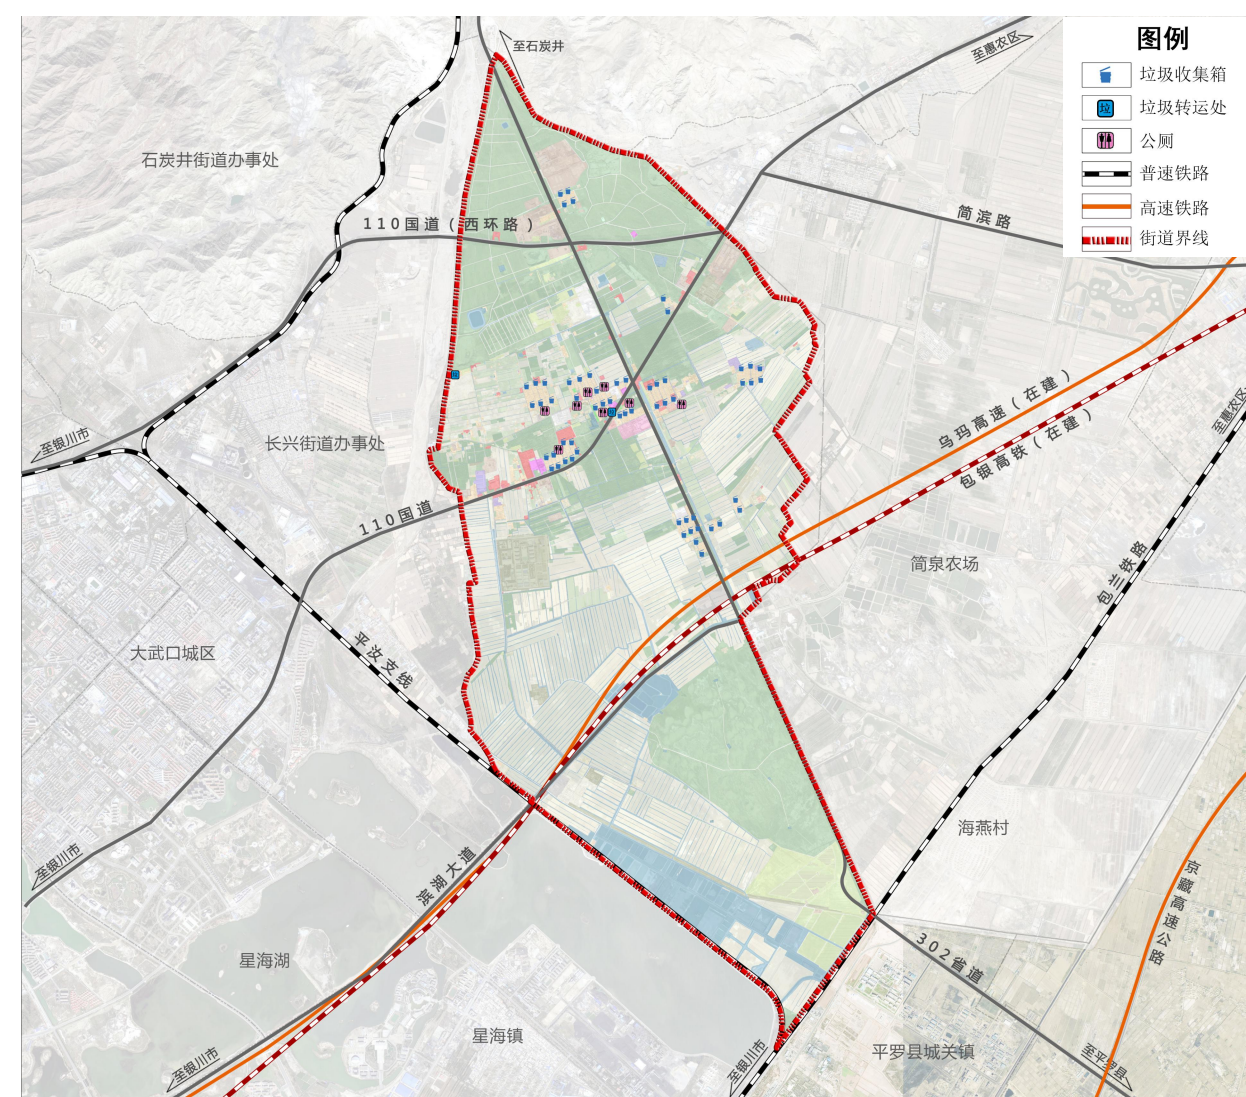 图例
垃圾收集箱
垃圾转运处
公厕
普速铁路
高速铁路
街道界线
至石炭井
至惠农区
石炭井街道办事处
110国道（西环路）
简滨路
至银川市
长兴街道办事处
110国道
乌玛高速（在建）
包银高铁（在建）
至惠农区
简泉农场
包兰铁路
大武口城区
平汝支线
至银川市
滨湖大道
海燕村
京藏高速公路
星海湖
302省道
星海镇
至银川市
至银川市
平罗县城关镇
至平罗县